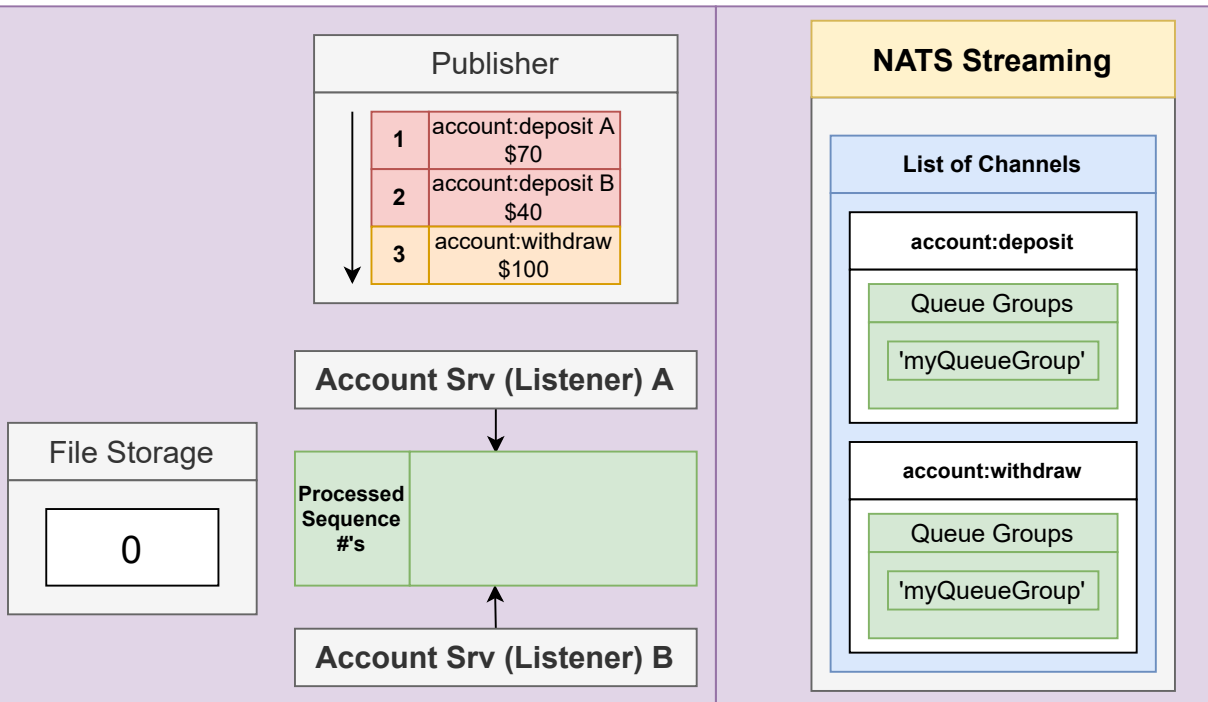 Publisher
1
account:deposit A
$70
2
account:deposit B
$40
3
account:withdraw
$100
Account Srv (Listener) A
File Storage
0
Processed
Sequence
#'s
Account Srv (Listener) B
NATS Streaming
List of Channels
account:deposit
Queue Groups
'myQueueGroup'
account:withdraw
Queue Groups
'myQueueGroup'